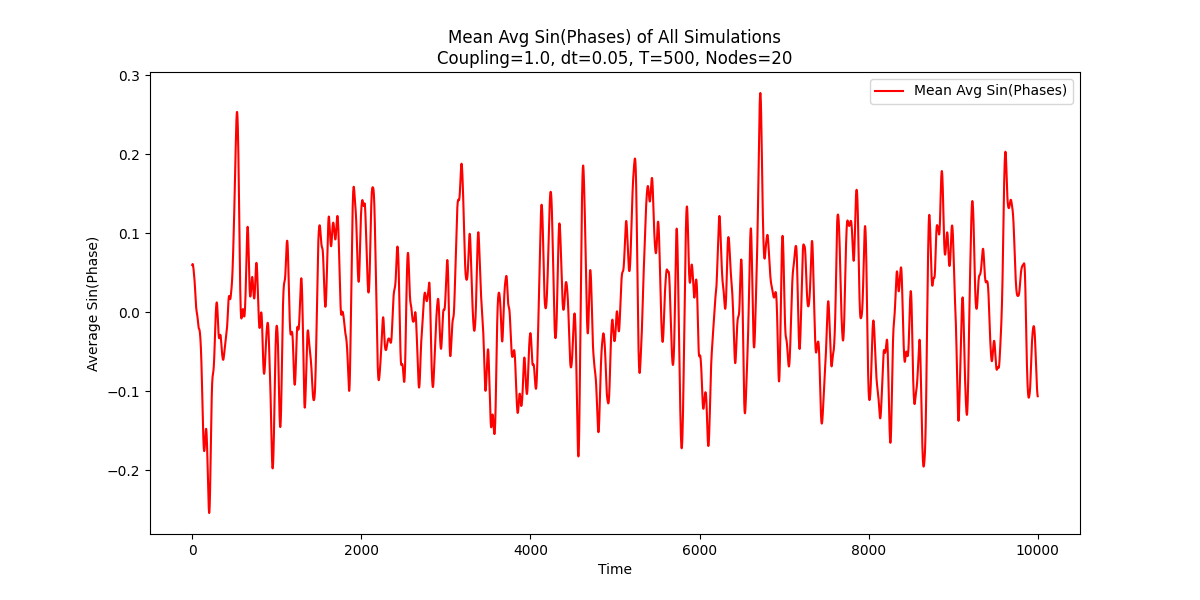 Mean Avg Sin(Phases) of All Simulations
Coupling=1.0, dt=0.05, T=500, Nodes=20
Mean Avg Sin(Phases)
Average Sin(Phase)
0.3
0.2
0.1
0.0
−0.1
−0.2
0 2000 4000 6000 8000 10000
Time